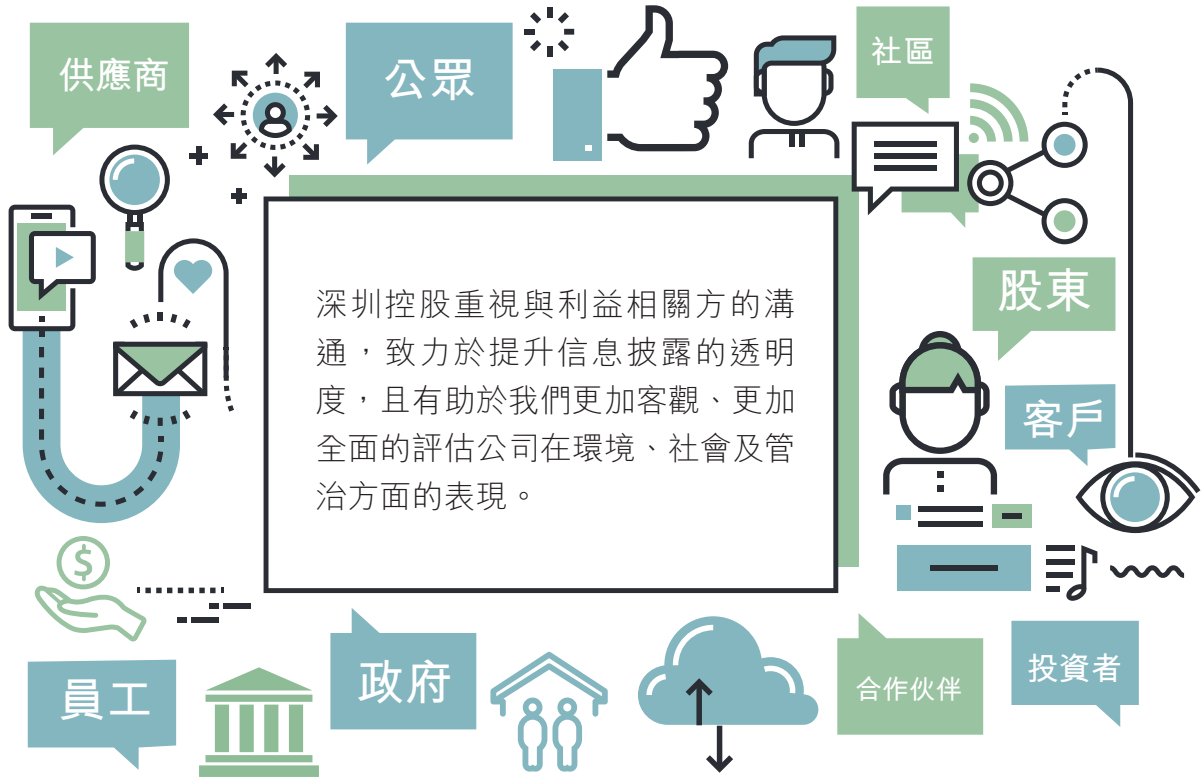 供應商
公眾
社區
股東
客戶
深圳控股重視與利益相關方的溝
通，致力於提升信息披露的透明
度，且有助於我們更加客觀、更加
全面的評估公司在環境、社會及管
治方面的表現。
員工
政府
合作伙伴
投資者